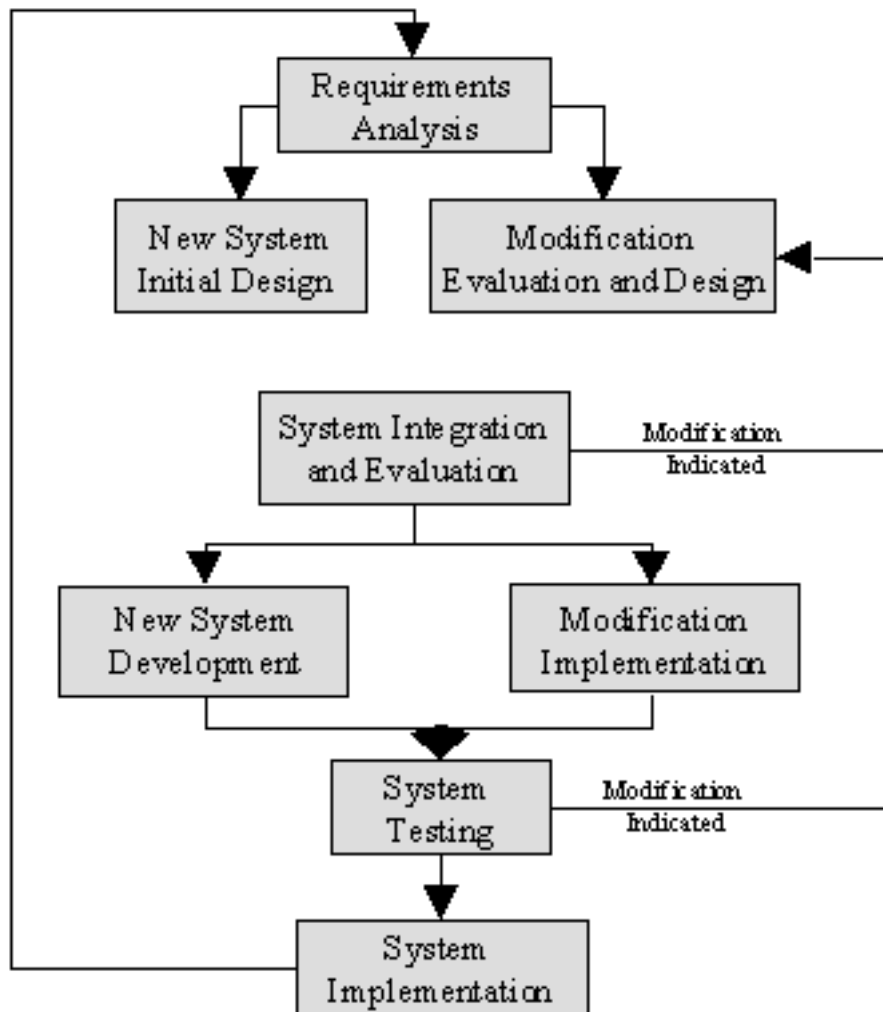 Requirements
Analysis
New System
Initial Design
Modification
Evaluation and Design
System Integration
and Evaluation
Modification
Indicated
New System
Development
Modification
Implementation
System
Testing
Modification
Indicated
System
Implementation